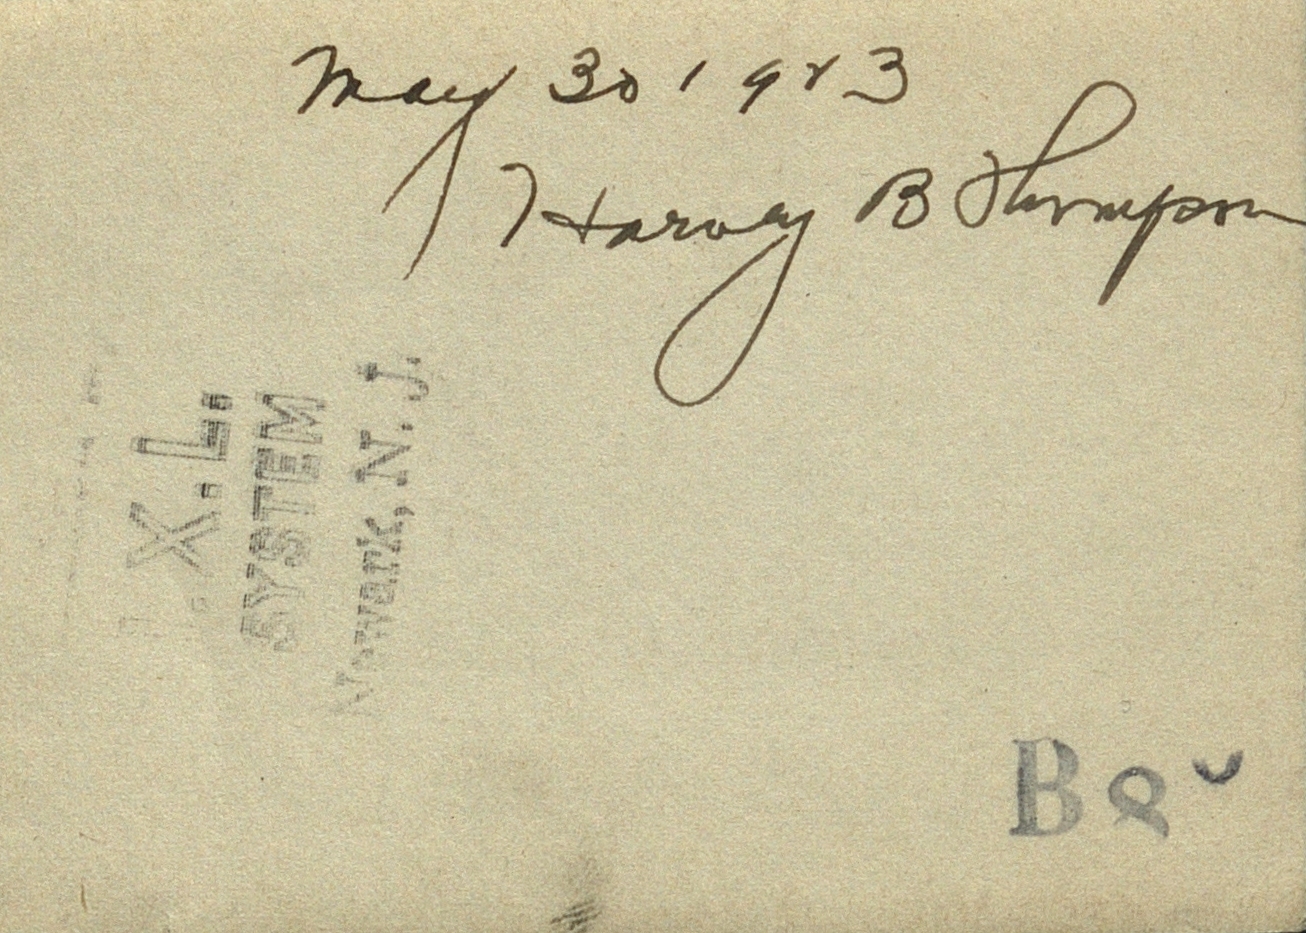 May 30 1923
Harvey B Thompson
X.L.
SYSTEM
Newark, N. J.
B8